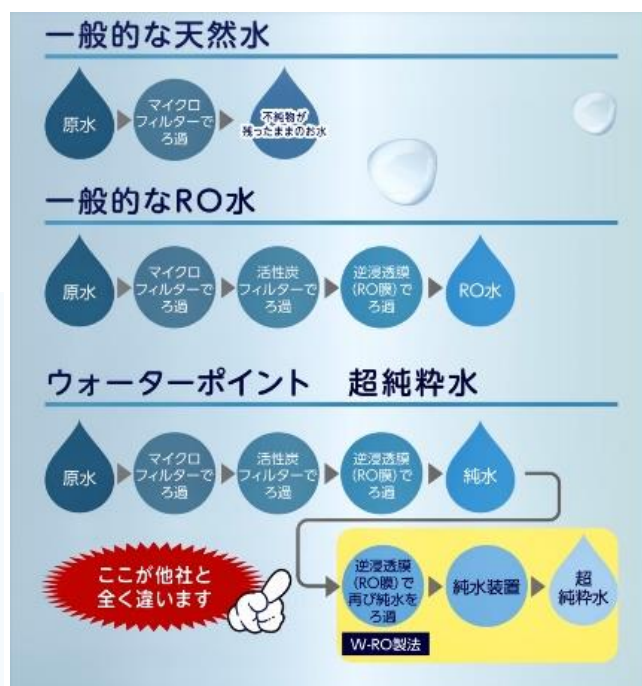 一般的な天然水
原水
マイクロ
フィルターで
ろ過
不純物が
残ったままのお水
一般的なRO水
原水
マイクロ
フィルターで
ろ過
活性炭
フィルターで
ろ過
逆浸透膜
(RO膜)で
ろ過
RO水
ウォーターポイント 超純粋水
原水
マイクロ
フィルターで
ろ過
活性炭
フィルターで
ろ過
逆浸透膜
(RO膜)で
ろ過
純水
ここが他社と
全く違います
逆浸透膜
(RO膜)で
再び純水を
ろ過
純水装置
超
純粋水
W-RO製法